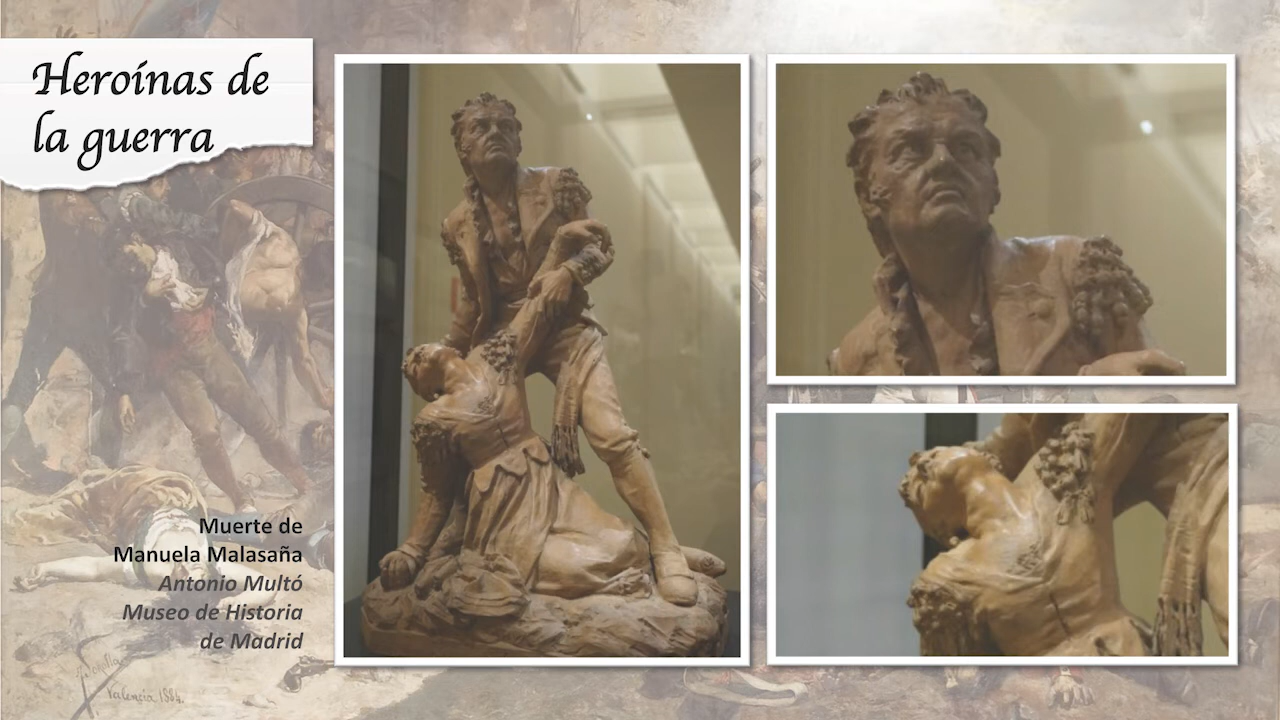 Heroínas de
la guerra
Muerte de
Manuela Malasaña
Antonio Multó
Museo de Historia
de Madrid
Valencia 1884.